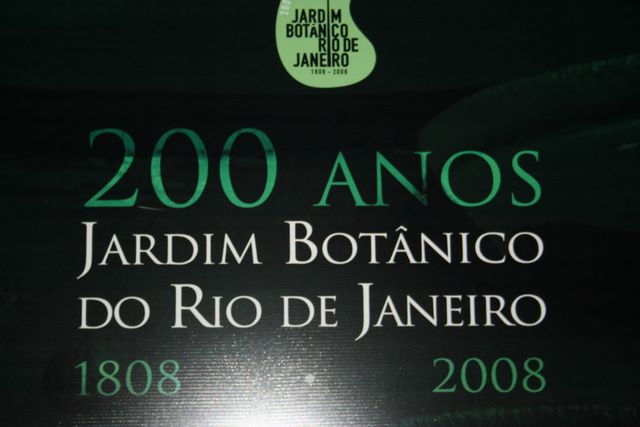 JARDIM
BOTÂNICO
RIO DE
JANEIRO
1808 - 2008
200 ANOS
JARDIM BOTÂNICO
DO RIO DE JANEIRO
1808 2008